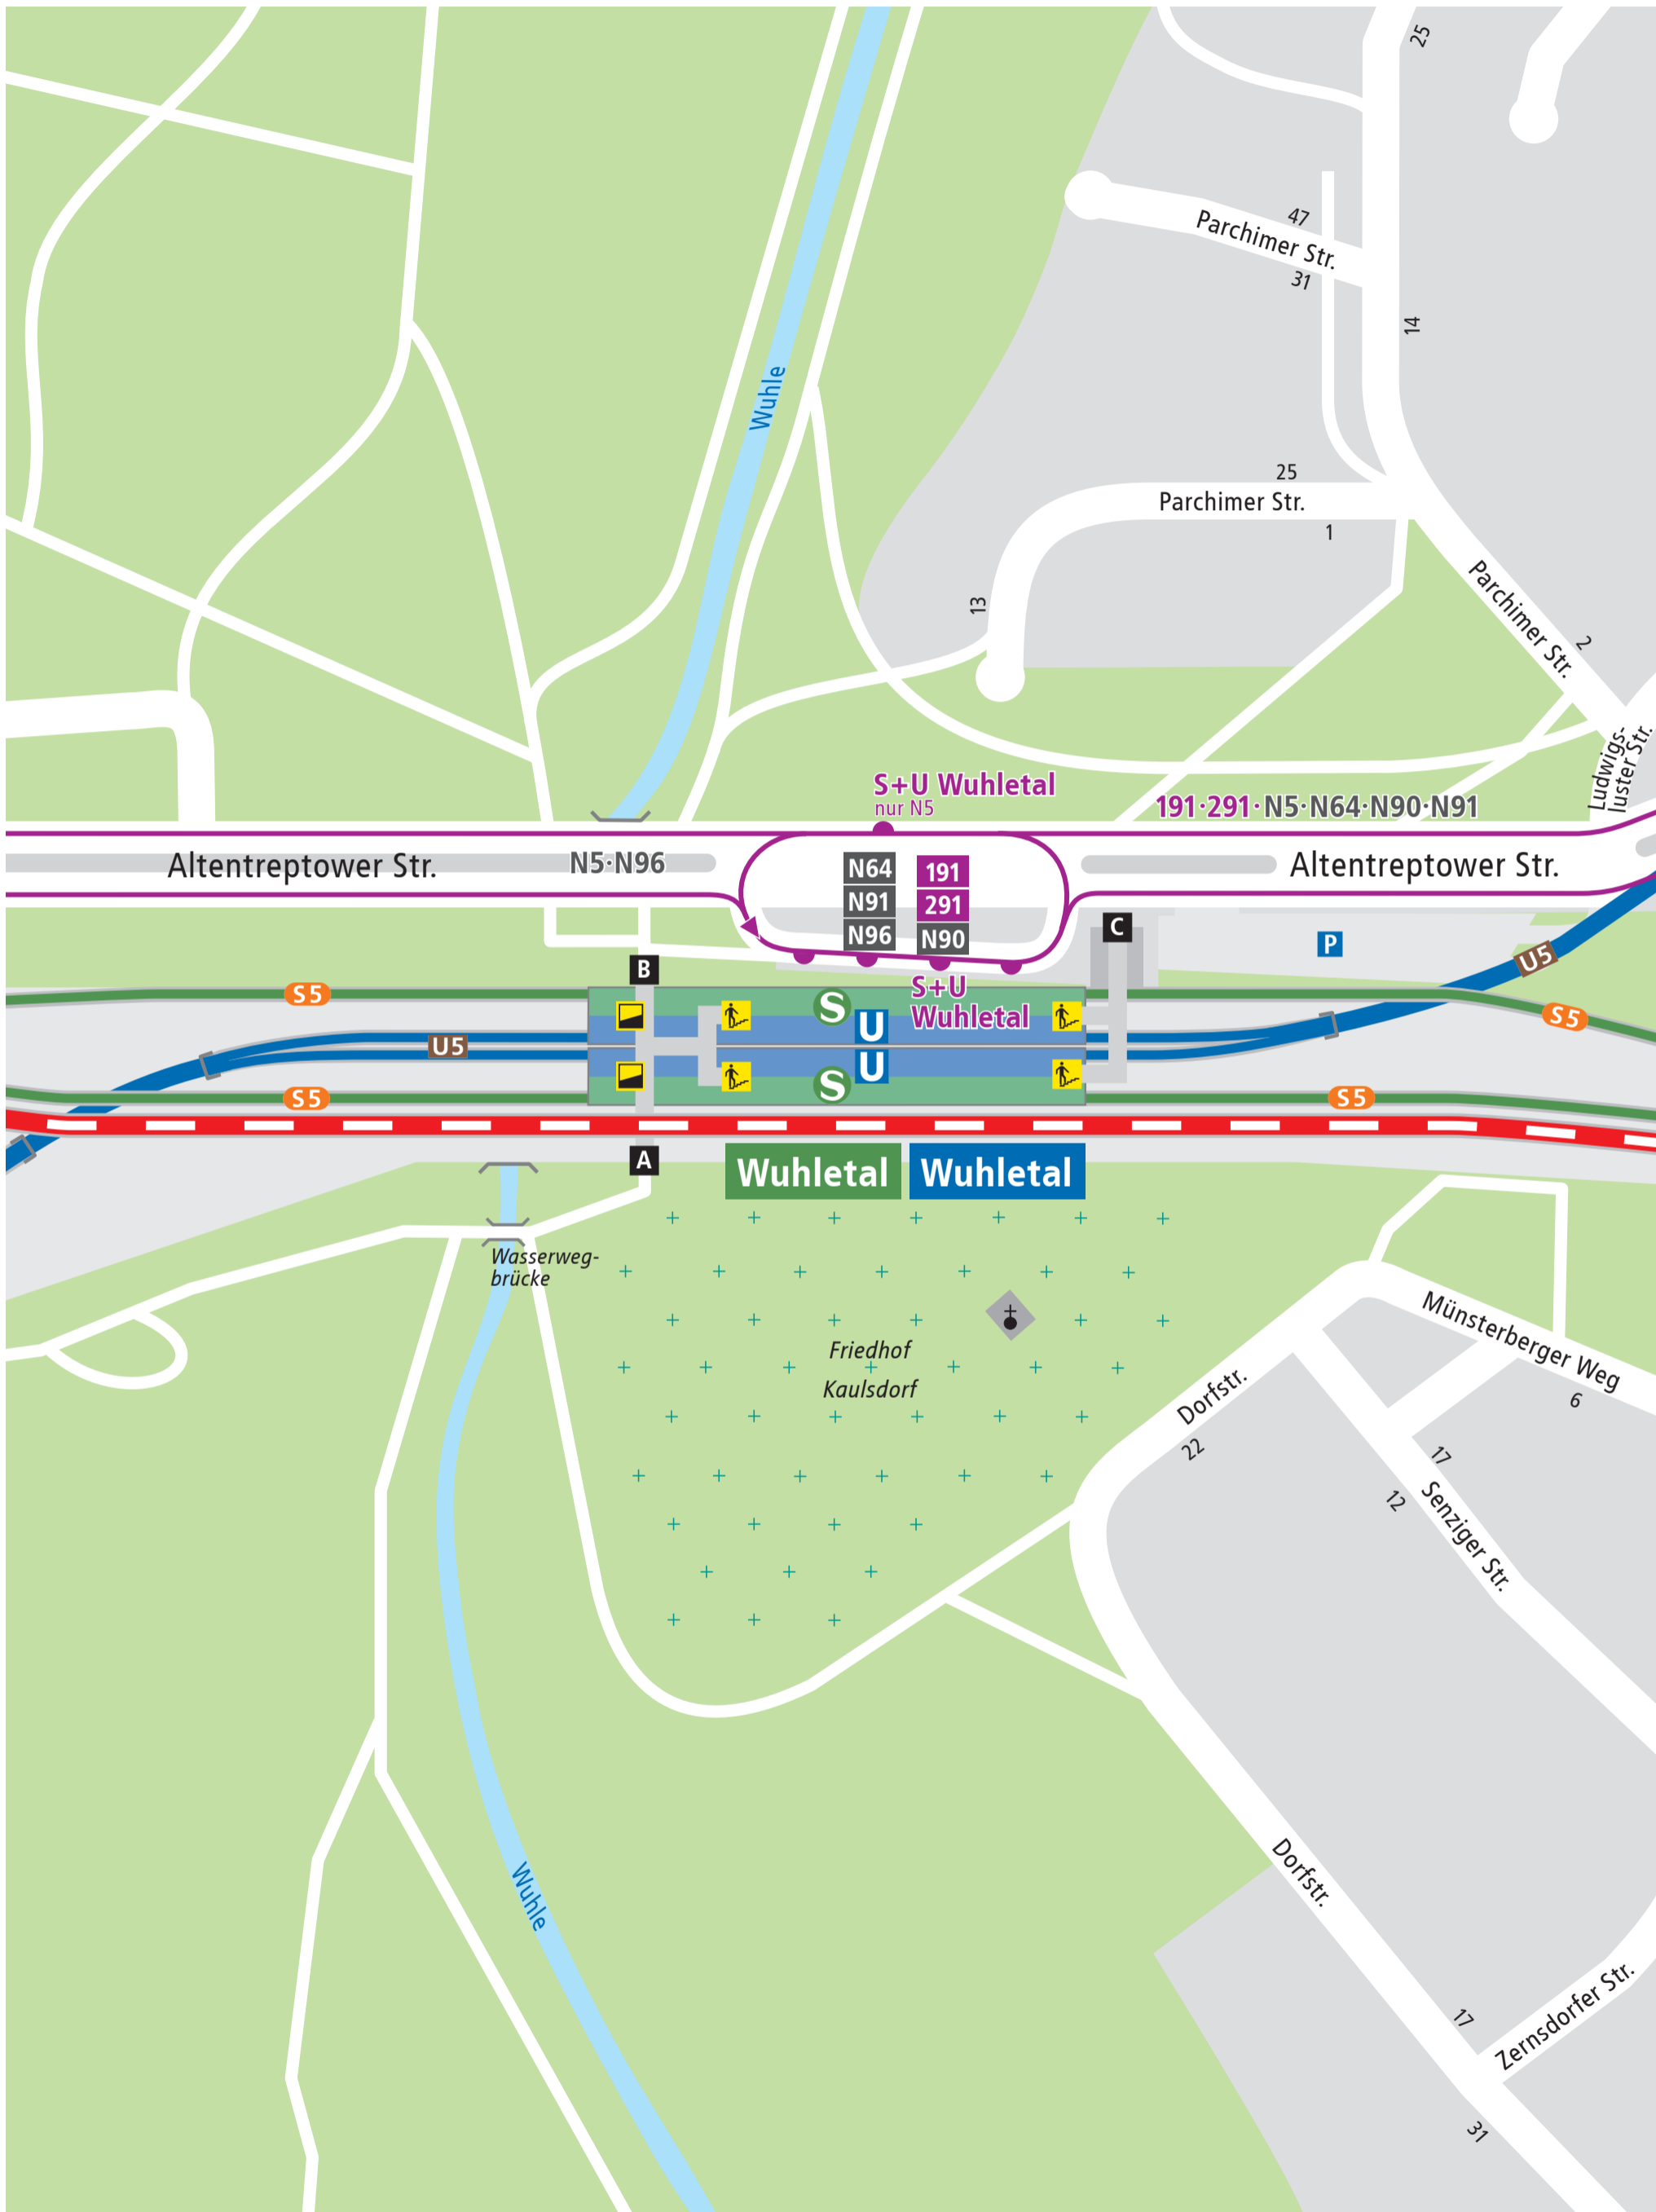 25
47
Parchimer Str.
31
14
Wuhle
25
Parchimer Str.
1
13
Parchimer Str.
2
Ludwigs-
luster Str.
S+U Wuhletal
nur N5
191·291·N5·N64·N90·N91
Altentreptower Str.
N5·N96
N64
N91
N96
191
291
N90
Altentreptower Str.
C
P
U5
B
S5
S
U
S+U
Wuhletal
S5
U5
U
S
S5
S5
A
Wuhletal
Wuhletal
Wasserweg-
brücke
Friedhof
Kaulsdorf
Münsterberger Weg
6
Dorfstr.
22
17
12
Senziger Str.
Wuhle
Dorfstr.
17
Zernsdorfer Str.
31